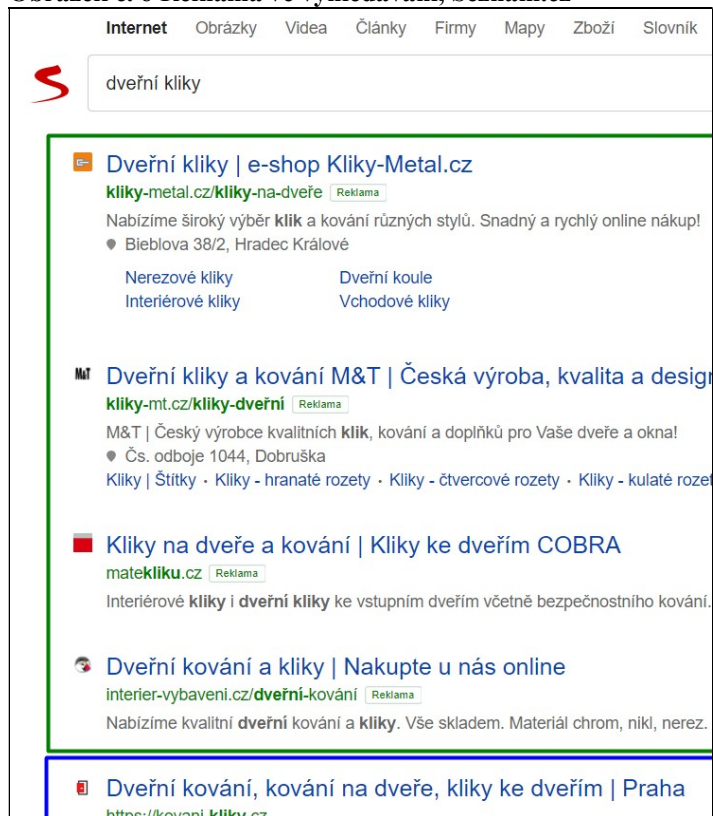 Internet Obrázky Videa Články Firmy Mapy Zboží Slovník
dveřní kliky
Dveřní kliky | e-shop Kliky-Metal.cz
kliky-metal.cz/kliky-na-dveře Reklama
Nabízíme široký výběr klik a kování různých stylů. Snadný a rychlý online nákup!
Bieblova 38/2, Hradec Králové
Nerezové kliky Dveřní koule
Interiérové kliky Vchodové kliky
M&T
Dveřní kliky a kování M&T | Česká výroba, kvalita a design
kliky-mt.cz/kliky-dveřní Reklama
M&T | Český výrobce kvalitních klik, kování a doplňků pro Vaše dveře a okna!
Čs. odboje 1044, Dobruška
Kliky | Štítky · Kliky - hranaté rozety · Kliky - čtvercové rozety · Kliky - kulaté rozet
Kliky na dveře a kování | Kliky ke dveřím COBRA
matekliku.cz Reklama
Interiérové kliky i dveřní kliky ke vstupním dveřím včetně bezpečnostního kování.
Dveřní kování a kliky | Nakupte u nás online
interier-vybaveni.cz/dveřní-kování Reklama
Nabízíme kvalitní dveřní kování a kliky. Vše skladem. Materiál chrom, nikl, nerez.
Dveřní kování, kování na dveře, kliky ke dveřím | Praha
https://kovani-kliky.cz